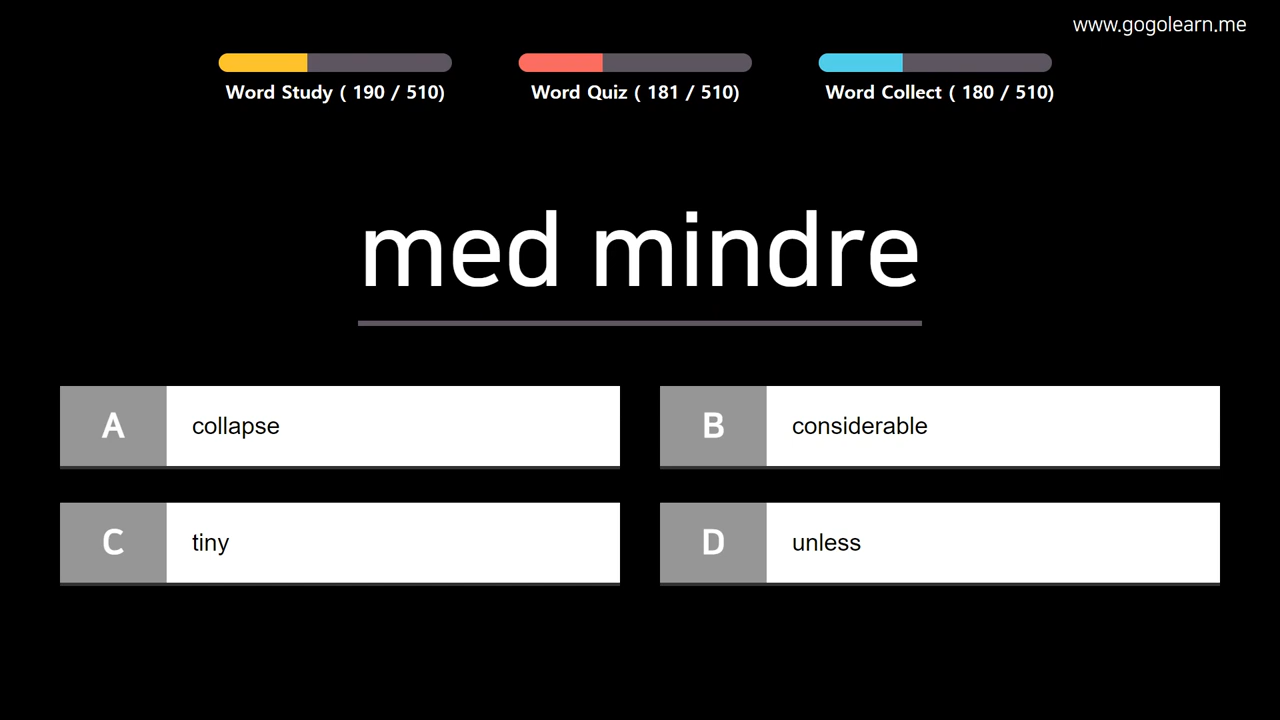 www.gogolearn.me
Word Study ( 190 / 510)
Word Quiz ( 181 / 510)
Word Collect ( 180 / 510)
med mindre
A collapse
B considerable
C tiny
D unless